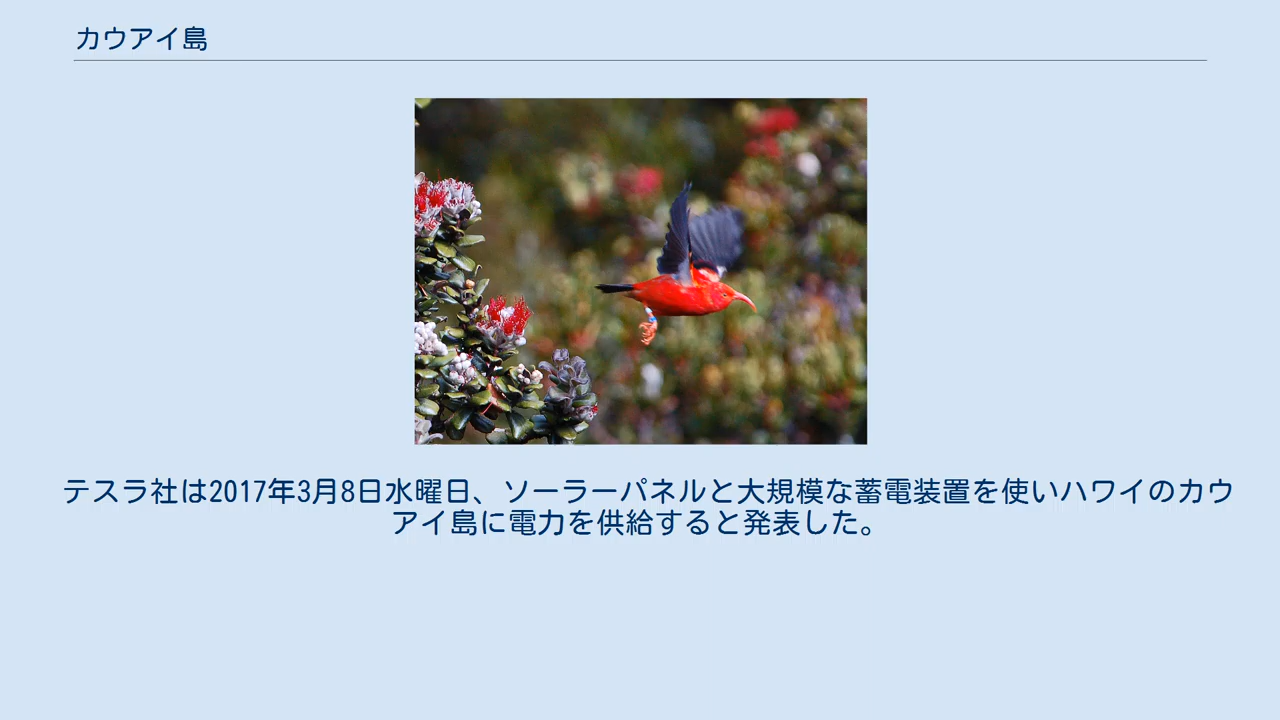 カウアイ島
テスラ社は2017年3月8日水曜日、ソーラーパネルと大規模な蓄電装置を使いハワイのカウ
アイ島に電力を供給すると発表した。